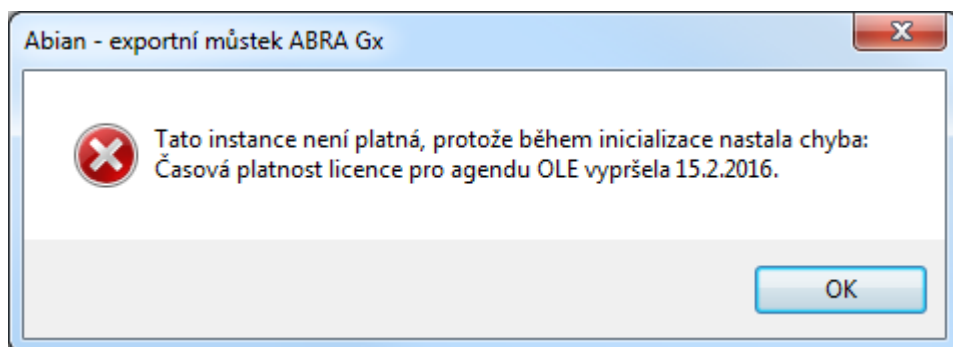 Abian - exportní můstek ABRA Gx
Tato instance není platná, protože během inicializace nastala chyba:
Časová platnost licence pro agendu OLE vypršela 15.2.2016.
OK